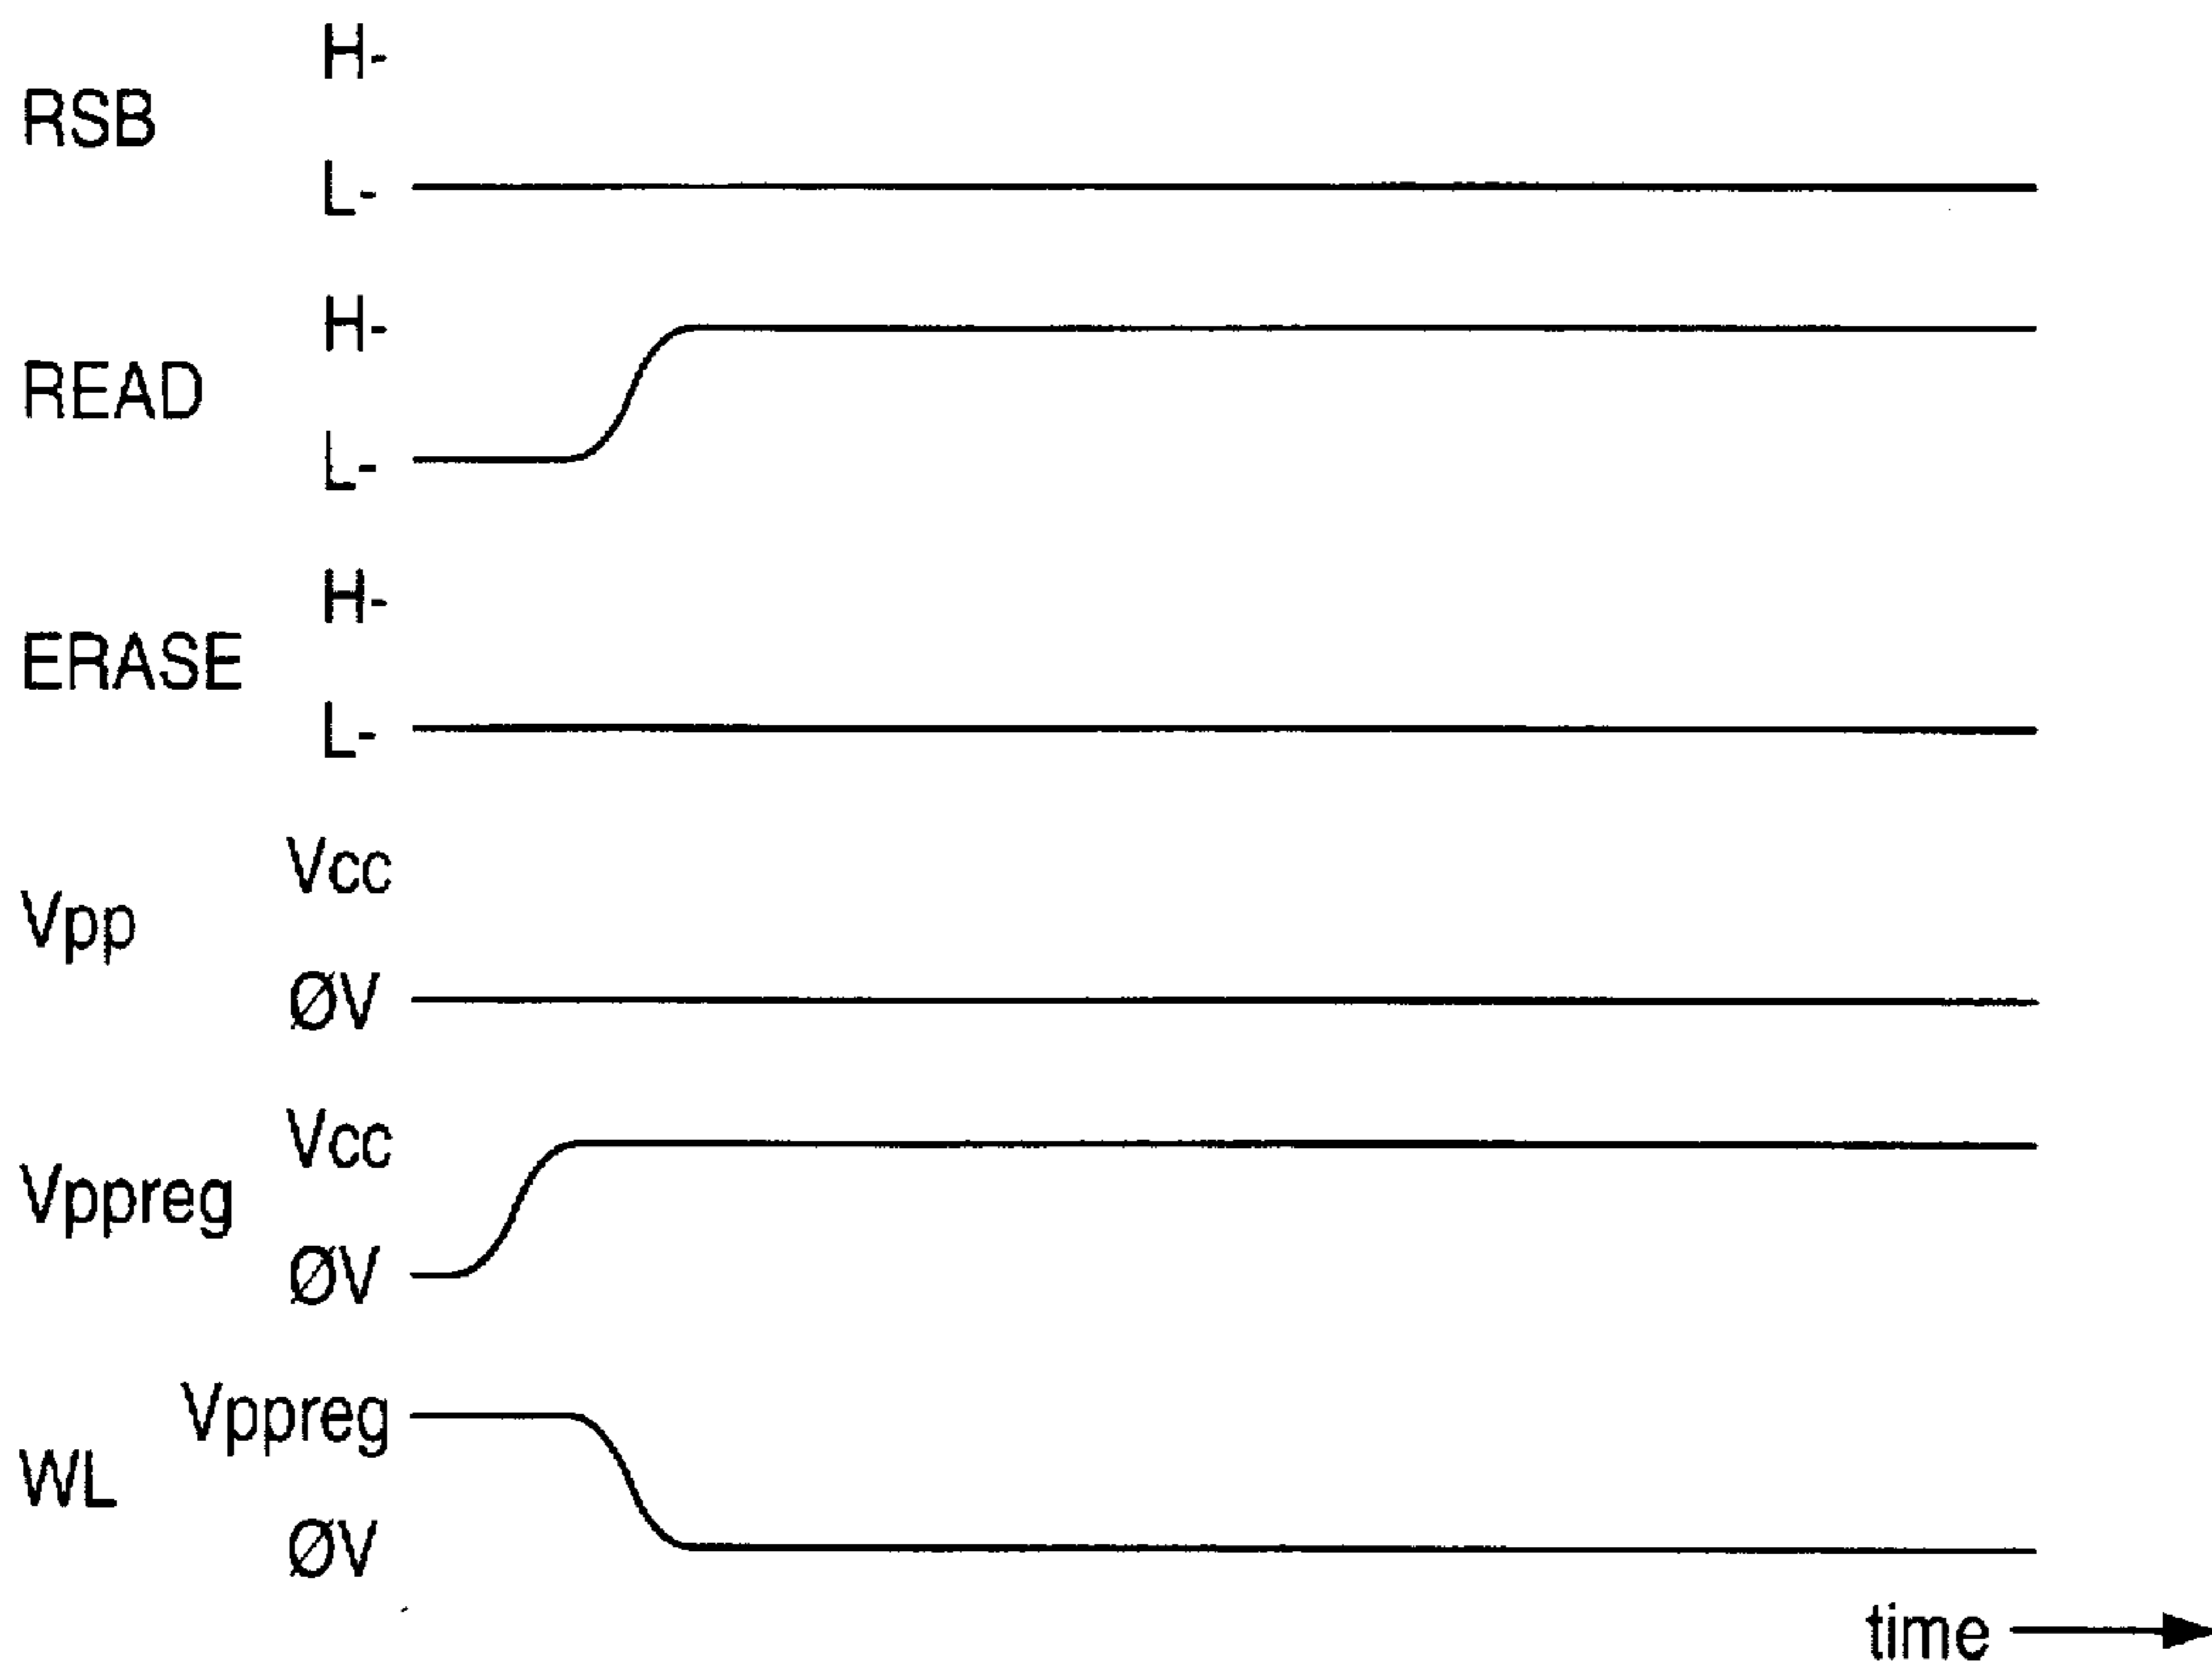 H-
RSB
L-
H-
READ
L-
H-
ERASE
L-
Vcc
Vpp
ØV
Vcc
Vppreg
ØV
Vppreg
WL
ØV
time